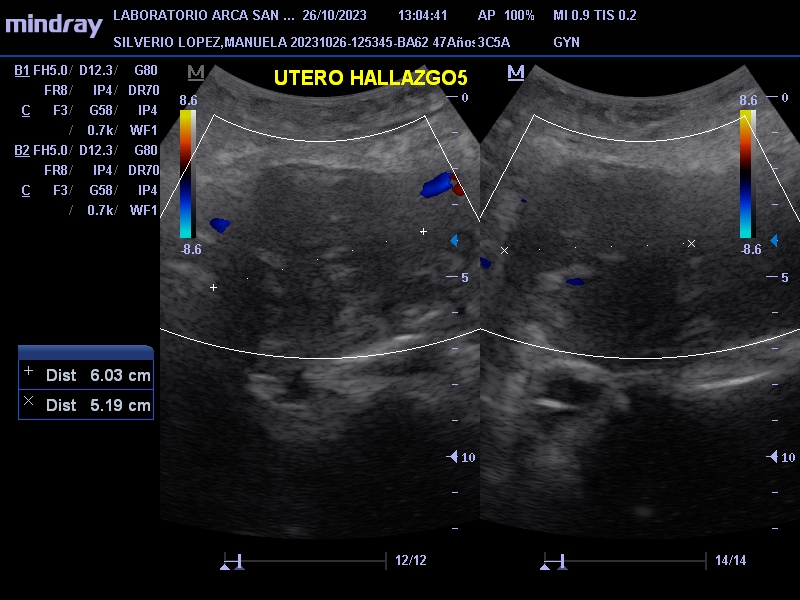 mindray
LABORATORIO ARCA SAN ... 26/10/2023 13:04:41 AP 100% MI 0.9 TIS 0.2
SILVERIO LOPEZ,MANUELA 20231026-125345-BA62 47Años 3C5A GYN
B1 FH5.0/ D12.3/ G80
FR8/ IP4/ DR70
C F3/ G58/ IP4
/ 0.7k/ WF1
B2 FH5.0/ D12.3/ G80
FR8/ IP4/ DR70
C F3/ G58/ IP4
/ 0.7k/ WF1
M
UTERO HALLAZGO5
M
8.6
-8.6
0
5
10
8.6
-8.6
0
5
10
+ Dist 6.03 cm
× Dist 5.19 cm
12/12
14/14